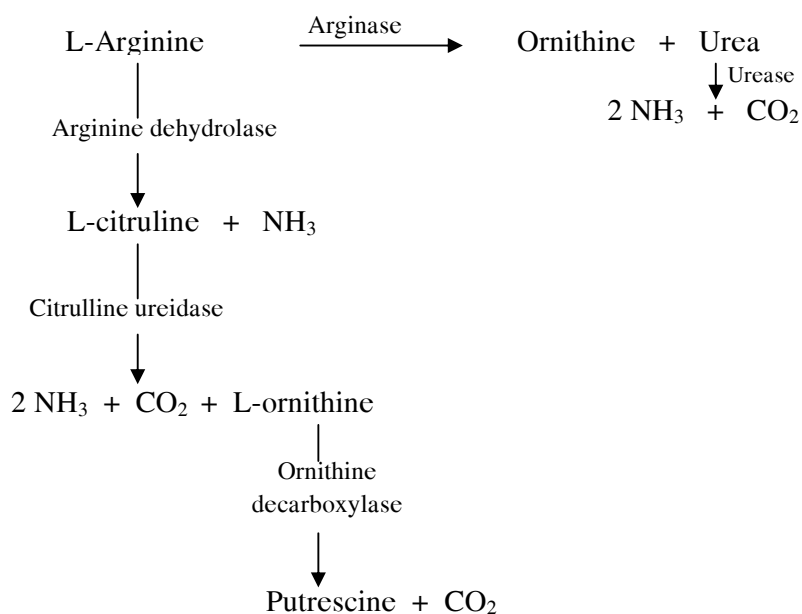 Arginase
L-Arginine Ornithine + Urea
Urease
2 NH₃ + CO₂
Arginine dehydrolase
L-citruline + NH₃
Citrulline ureidase
2 NH₃ + CO₂ + L-ornithine
Ornithine
decarboxylase
Putrescine + CO₂